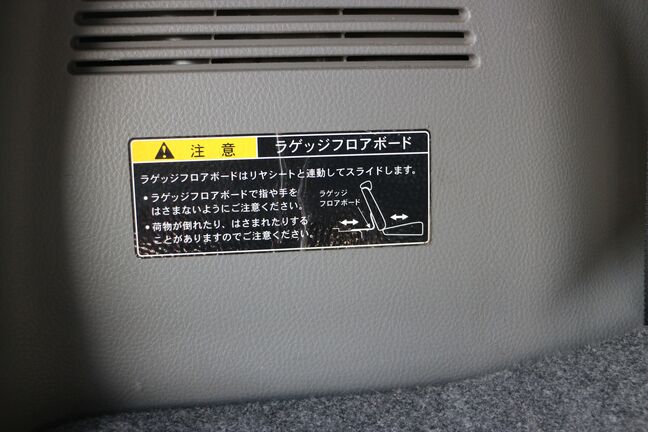 注意 ラゲッジフロアボード
ラゲッジフロアボードはリヤシートと連動してスライドします。
•ラゲッジフロアボードで指や手を
はさまないようにご注意ください。
•荷物が倒れたり、はさまれたりする
ことがありますのでご注意ください。
ラゲッジ
フロアボード